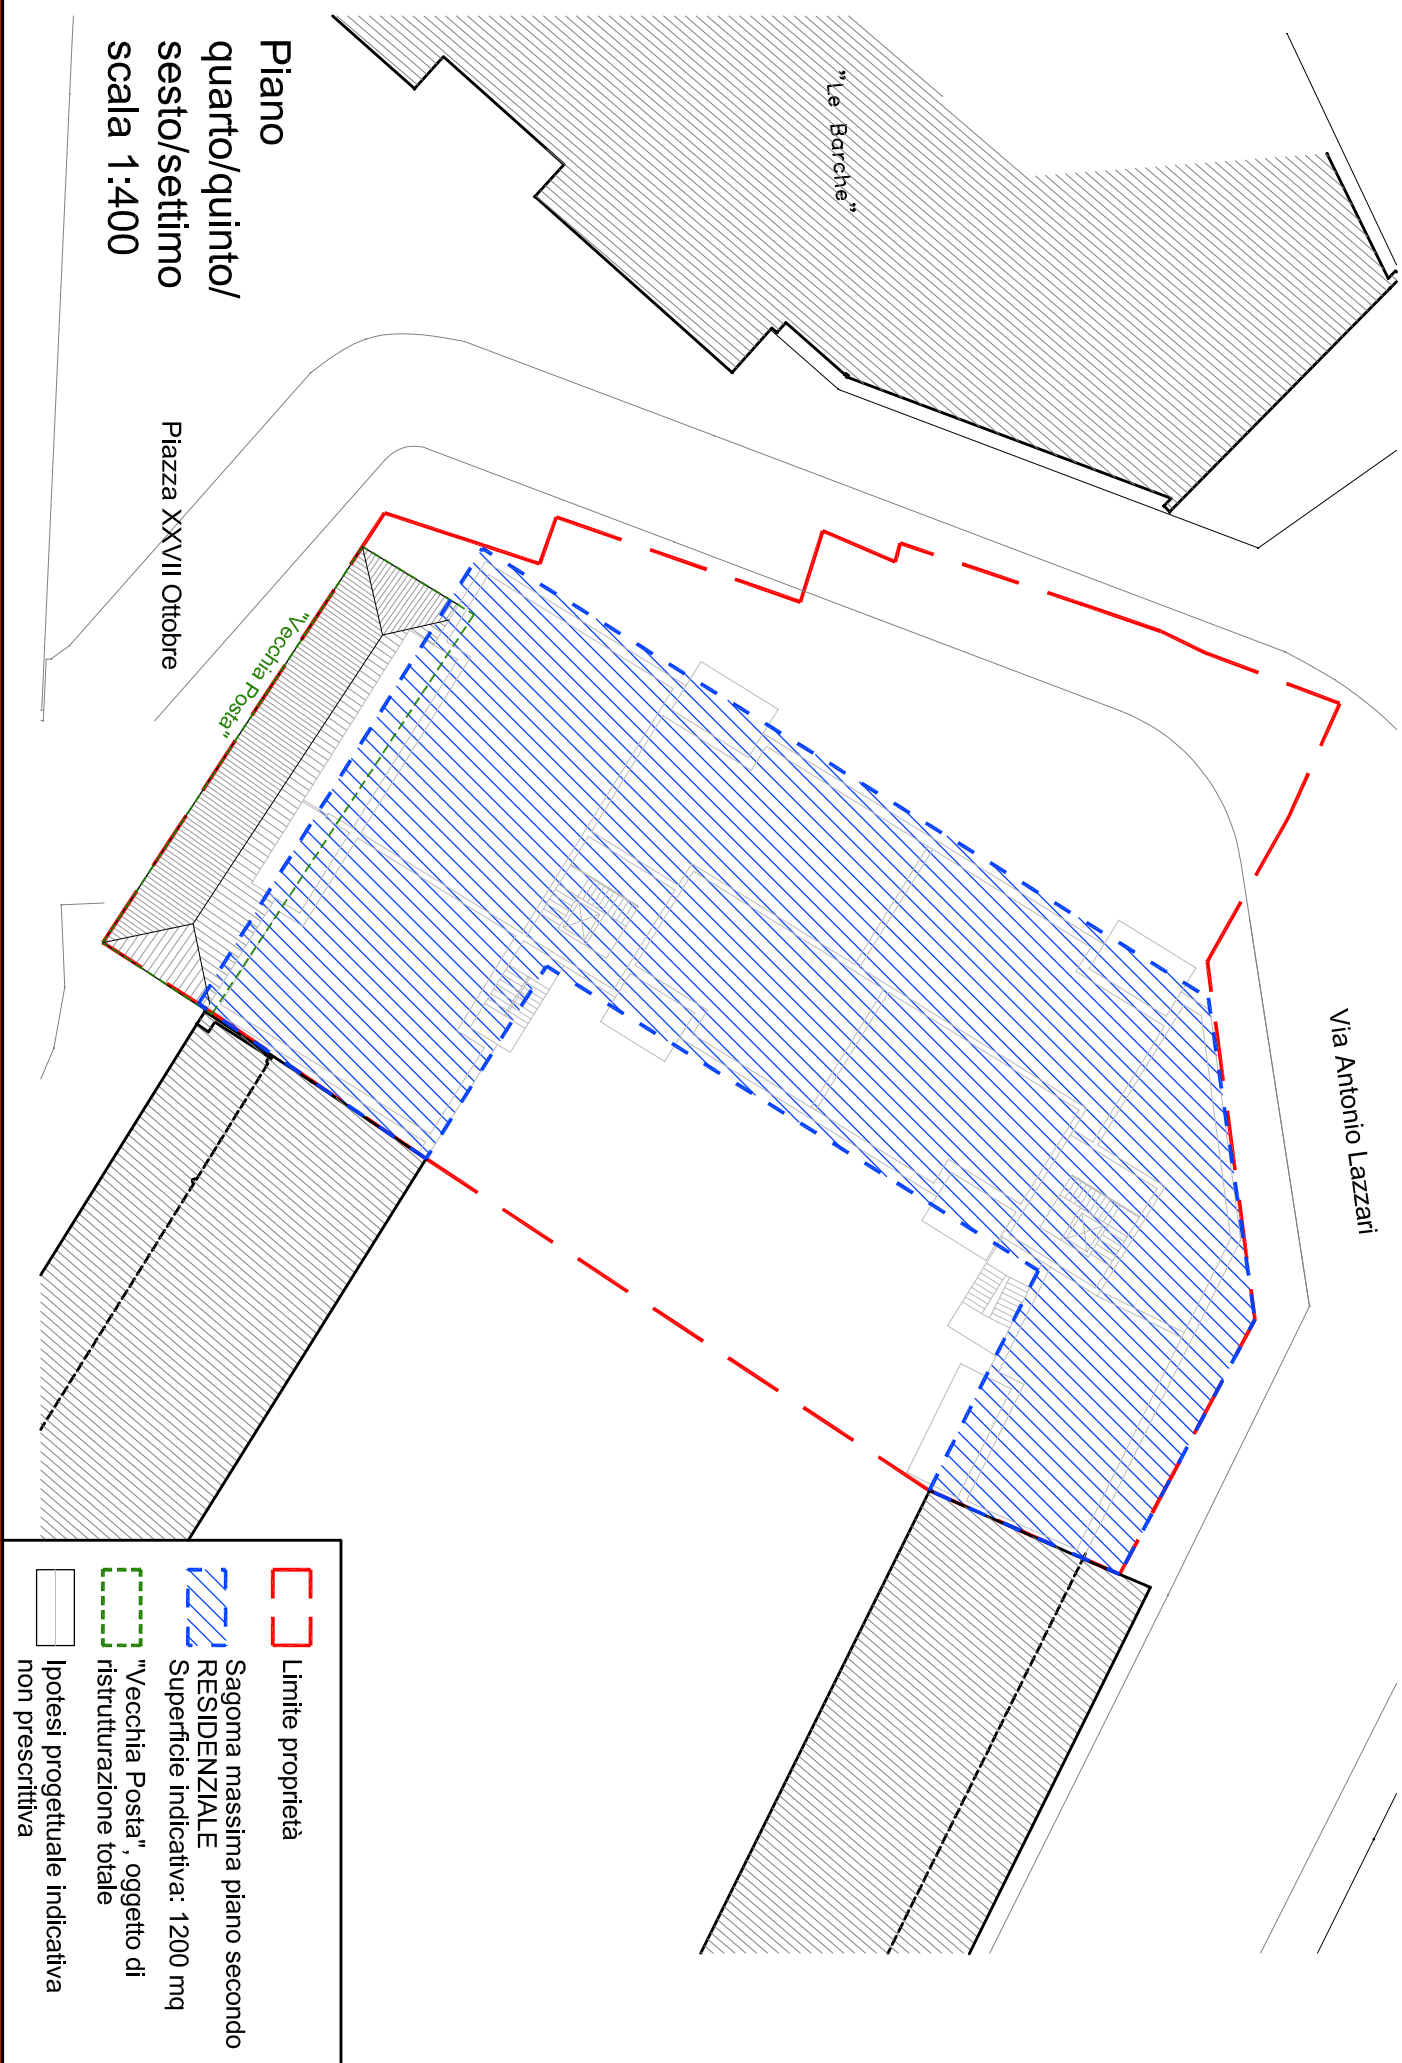 Piano
quarto/quinto/
sesto/settimo
scala 1:400
"Le Barche"
Piazza XXVII Ottobre
"Vecchia Posta"
Via Antonio Lazzari
Limite proprietà
Sagoma massima piano secondo
RESIDENZIALE
Superficie indicativa: 1200 mq
"Vecchia Posta", oggetto di
ristrutturazione totale
Ipotesi progettuale indicativa
non prescrittiva